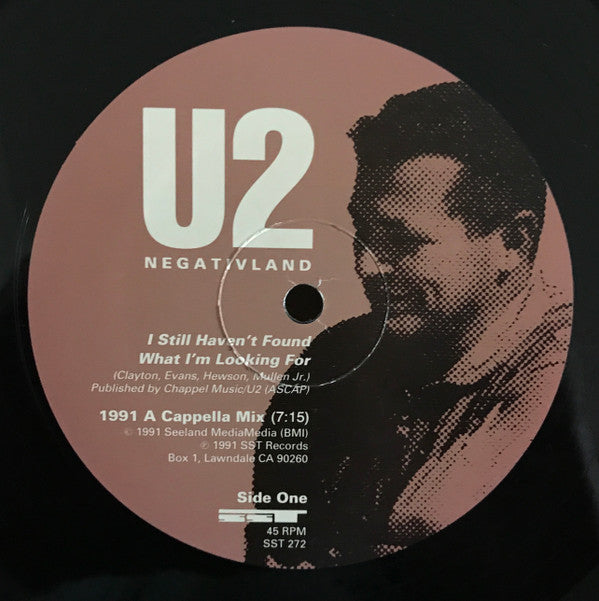 U2
NEGATIVLAND
I Still Haven't Found
What I'm Looking For
(Clayton, Evans, Hewson, Mullen Jr.)
Published by Chappel Music/U2 (ASCAP)
1991 A Cappella Mix (7:15)
© 1991 Seeland MediaMedia (BMI)
℗ 1991 SST Records
Box 1, Lawndale CA 90260
Side One
SST
45 RPM
SST 272